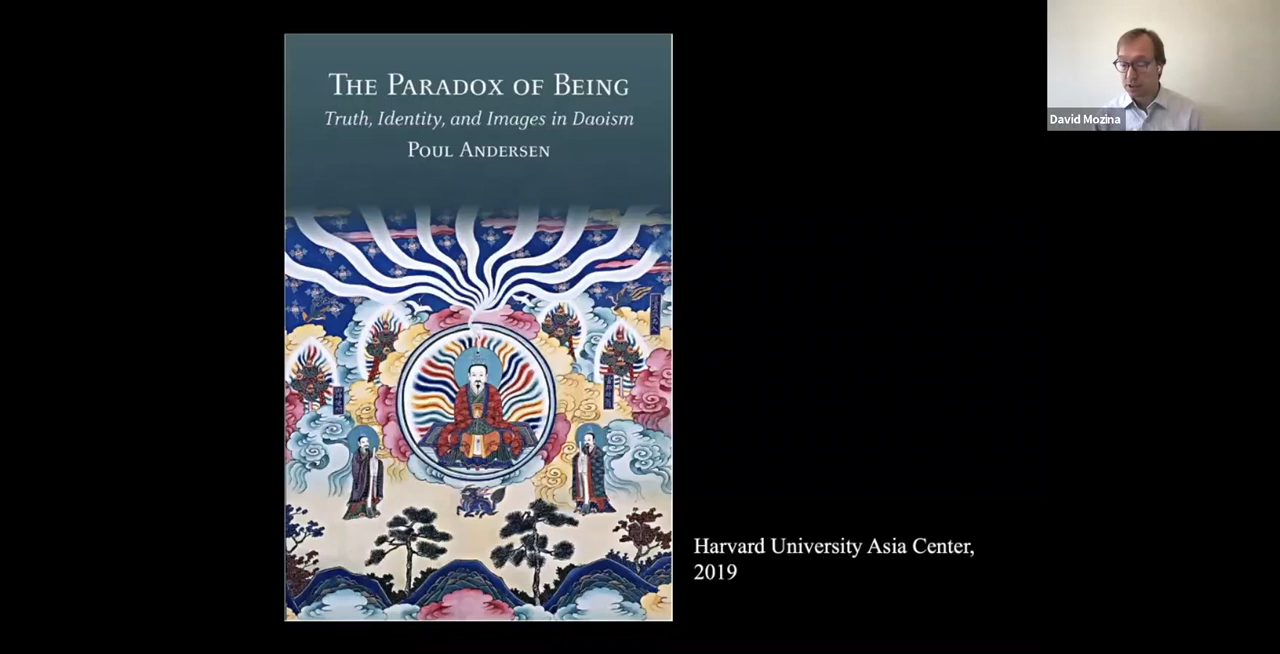 THE PARADOX OF BEING
Truth, Identity, and Images in Daoism
POUL ANDERSEN
David Mozina
Harvard University Asia Center,
2019